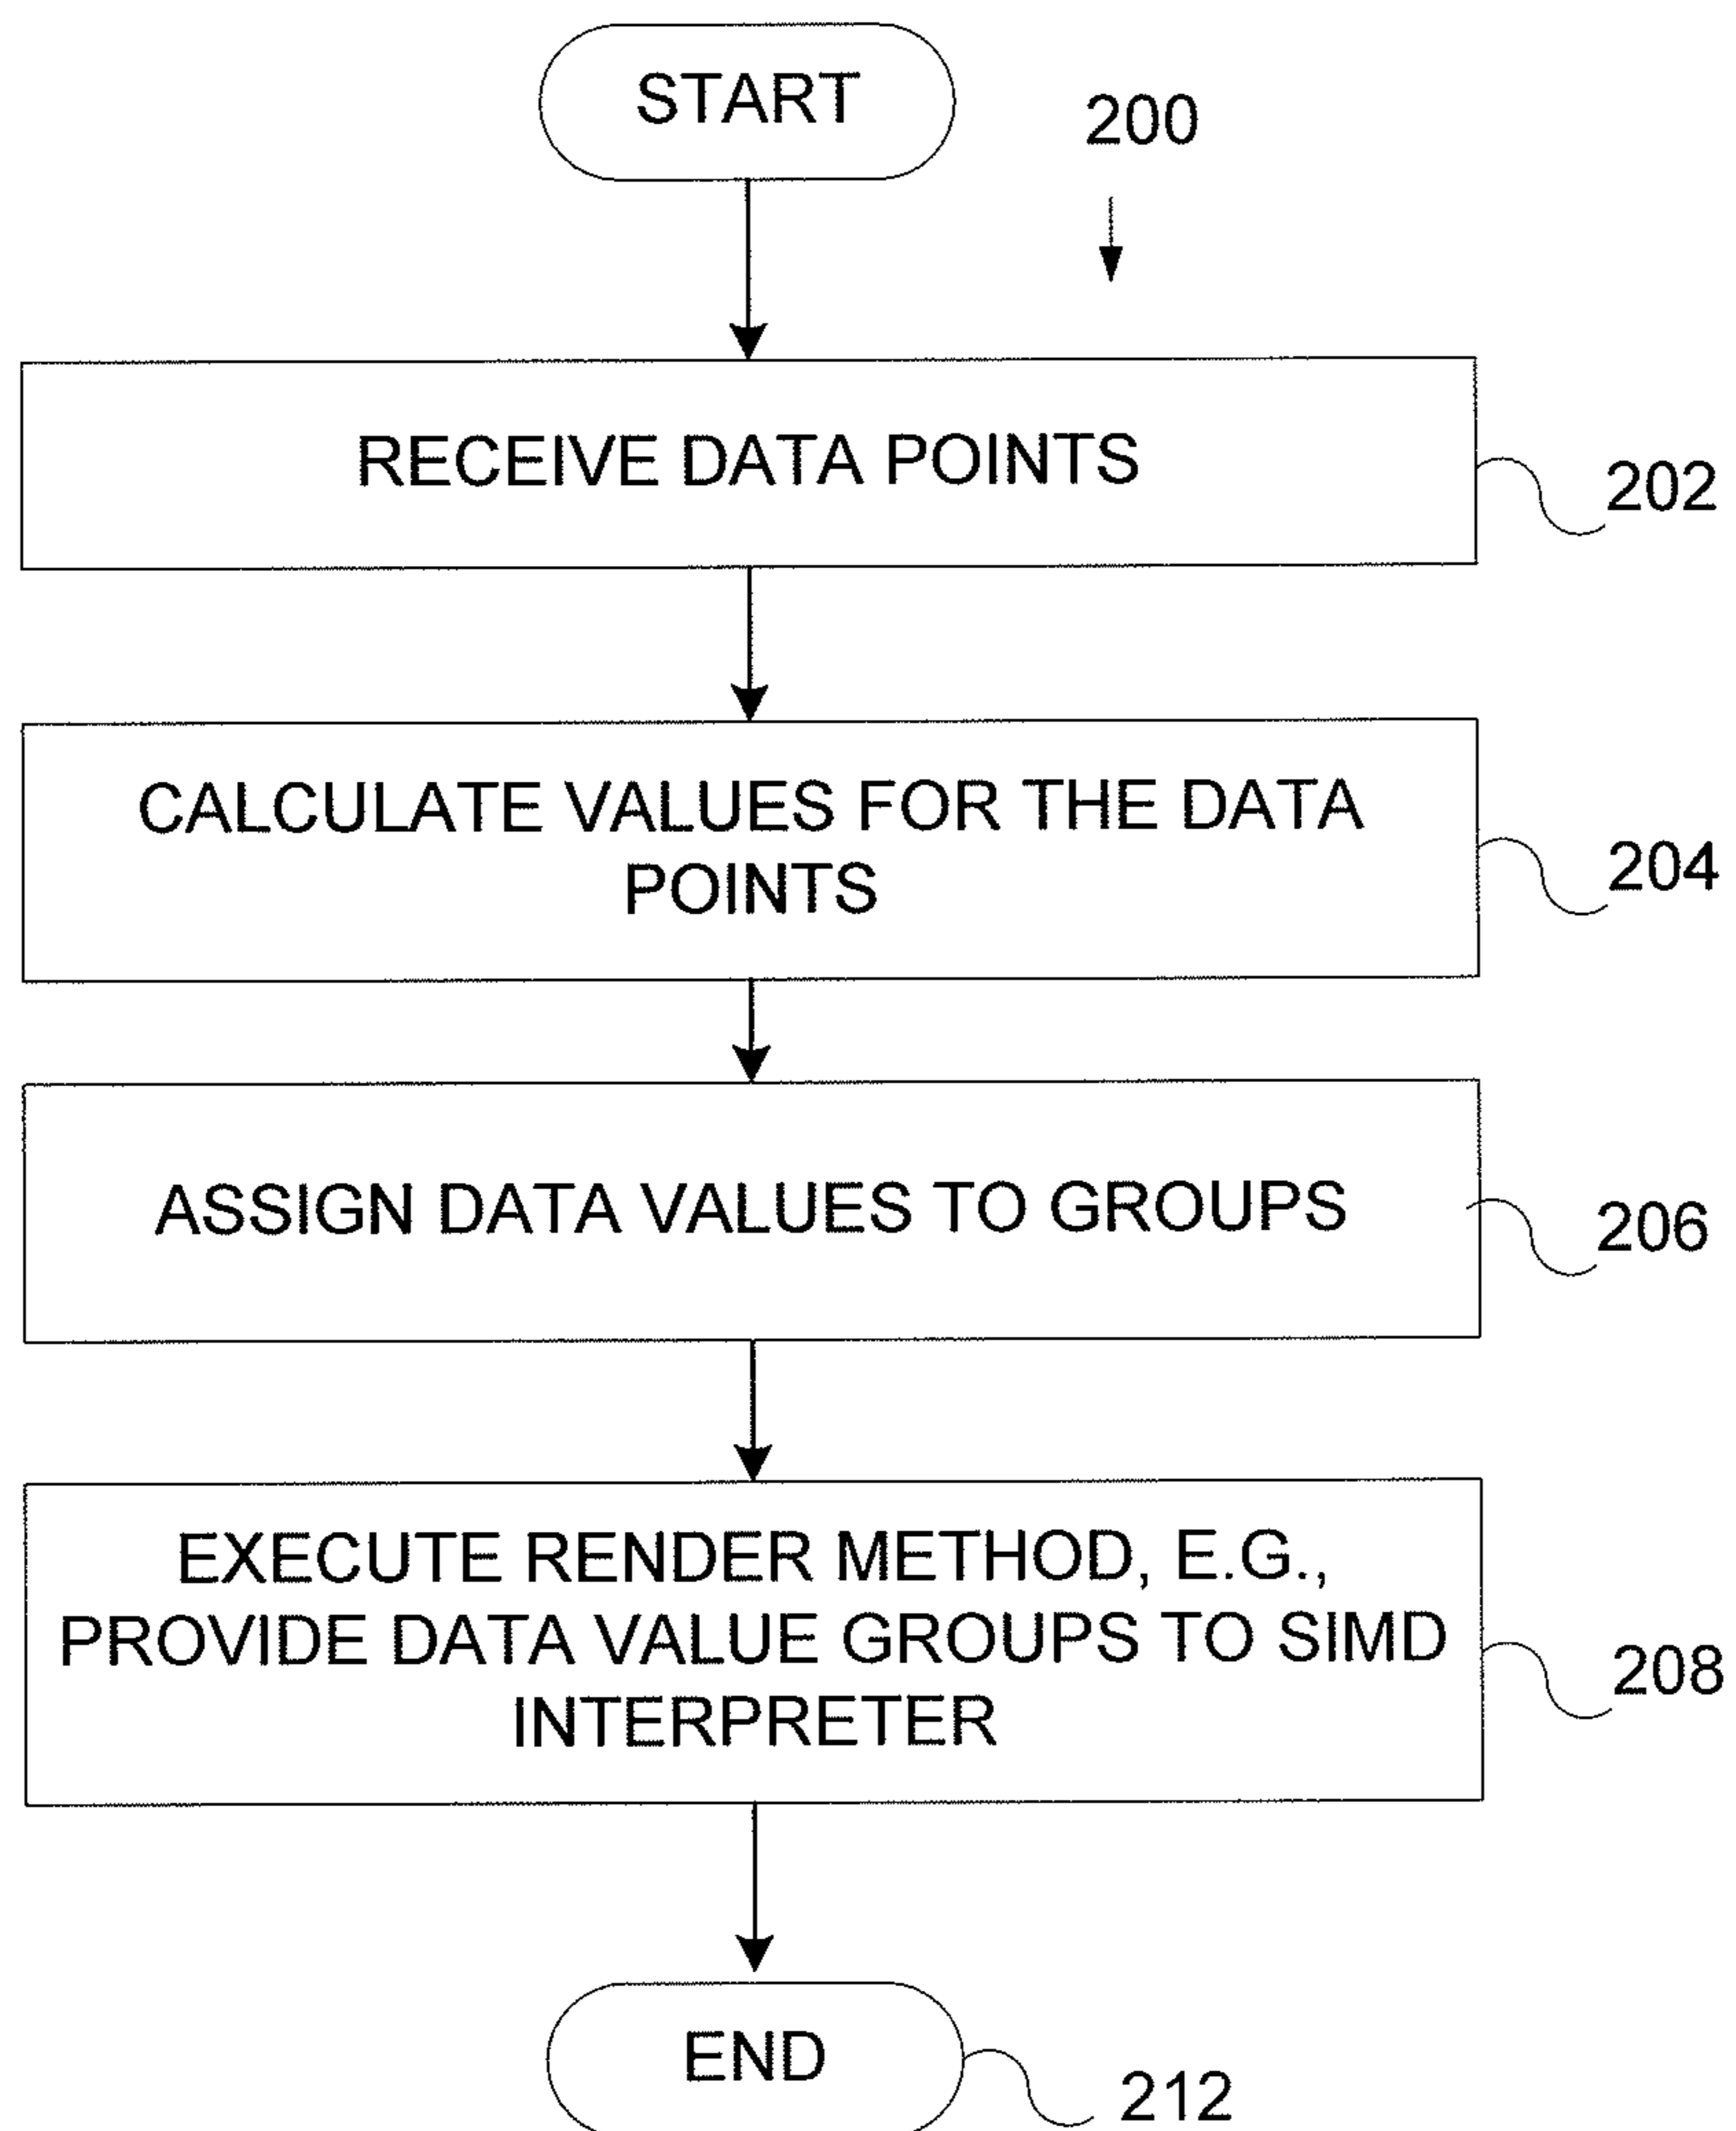 START
200
RECEIVE DATA POINTS
202
CALCULATE VALUES FOR THE DATA
POINTS
204
ASSIGN DATA VALUES TO GROUPS
206
EXECUTE RENDER METHOD, E.G.,
PROVIDE DATA VALUE GROUPS TO SIMD
INTERPRETER
208
END
212